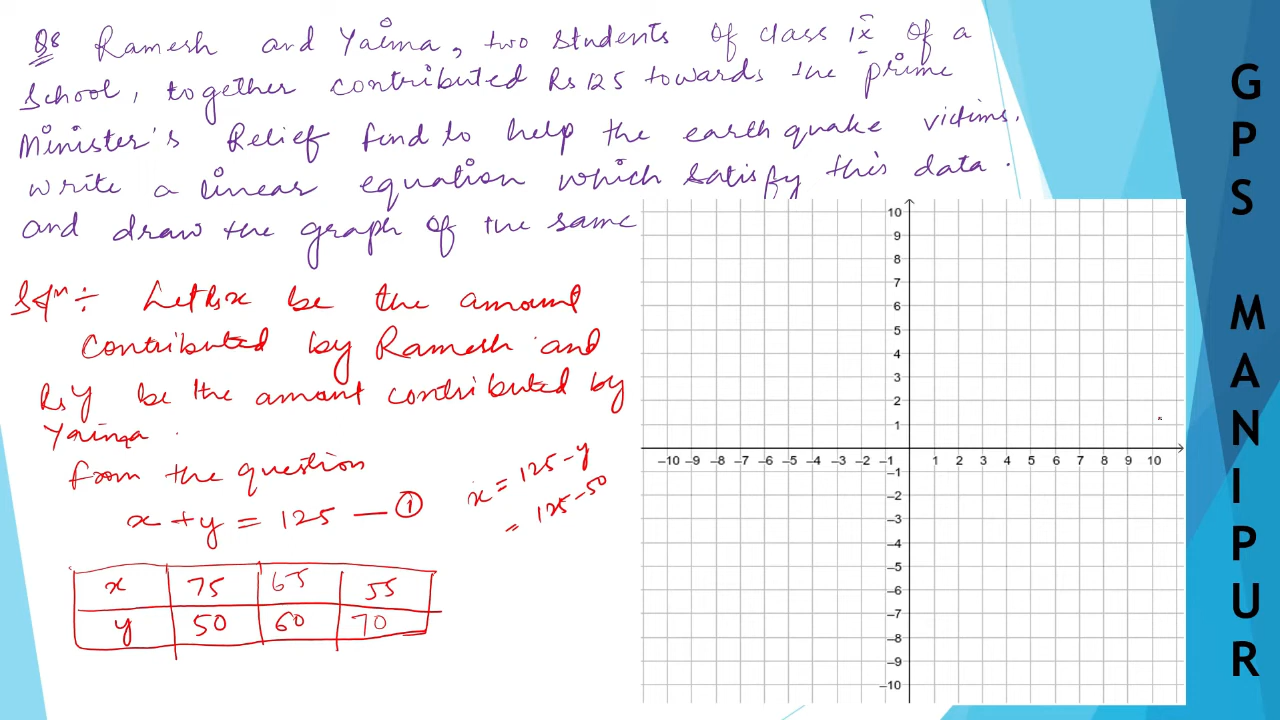 Q8 Ramesh and Yaima, two students of class IX of a
School, together contributed Rs 125 towards the prime
Minister's Relief find to help the earth quake victims.
write a linear equation which satisfy this data.
and draw the graph of the same
Solⁿ ÷ Let Rs x be the amount
contributed by Ramesh and
Rs y be the amount contributed by
Yaima.
from the question
x + y = 125 — ①
x = 125 - y
= 125 - 50
x 75 65 55
y 50 60 70
10
9
8
7
6
5
4
3
2
1
–10 –9 –8 –7 –6 –5 –4 –3 –2 –1 1 2 3 4 5 6 7 8 9 10
–1
–2
–3
–4
–5
–6
–7
–8
–9
–10
GPS MANIPUR